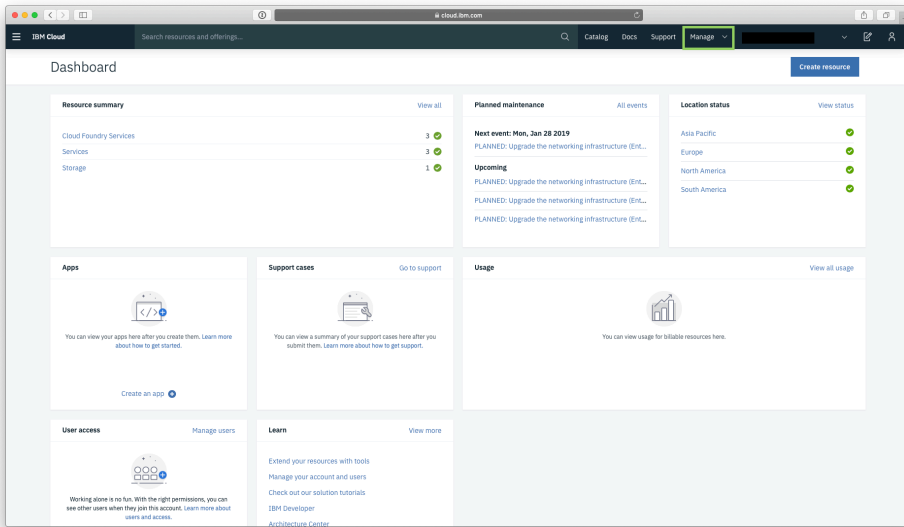 cloud.ibm.com
IBM Cloud
Search resources and offerings...
Catalog
Docs
Support
Manage
Dashboard
Create resource
Resource summary
View all
Cloud Foundry Services
3
Services
3
Storage
1
Planned maintenance
All events
Next event: Mon, Jan 28 2019
PLANNED: Upgrade the networking infrastructure (Ent...
Upcoming
PLANNED: Upgrade the networking infrastructure (Ent...
PLANNED: Upgrade the networking infrastructure (Ent...
PLANNED: Upgrade the networking infrastructure (Ent...
Location status
View status
Asia Pacific
Europe
North America
South America
Apps
You can view your apps here after you create them. Learn more
about how to get started.
Create an app
Support cases
Go to support
You can view a summary of your support cases here after you
submit them. Learn more about how to get support.
Usage
View all usage
You can view usage for billable resources here.
User access
Manage users
Working alone is no fun. With the right permissions, you can
see other users when they join this account. Learn more about
users and access.
Learn
View more
Extend your resources with tools
Manage your account and users
Check out our solution tutorials
IBM Developer
Architecture Center